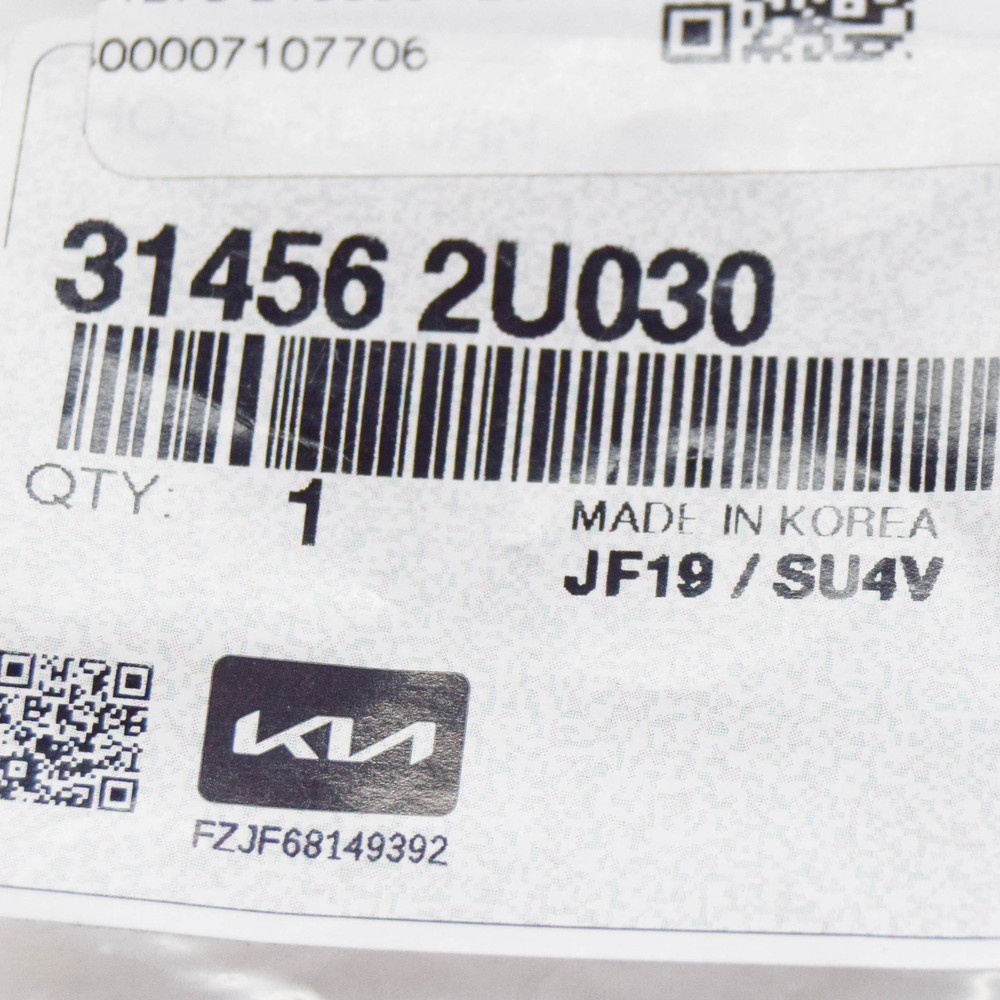 00007107706
31456 2U030
QTY: 1
MADE IN KOREA
JF19 / SU4V
KIA
FZJF68149392